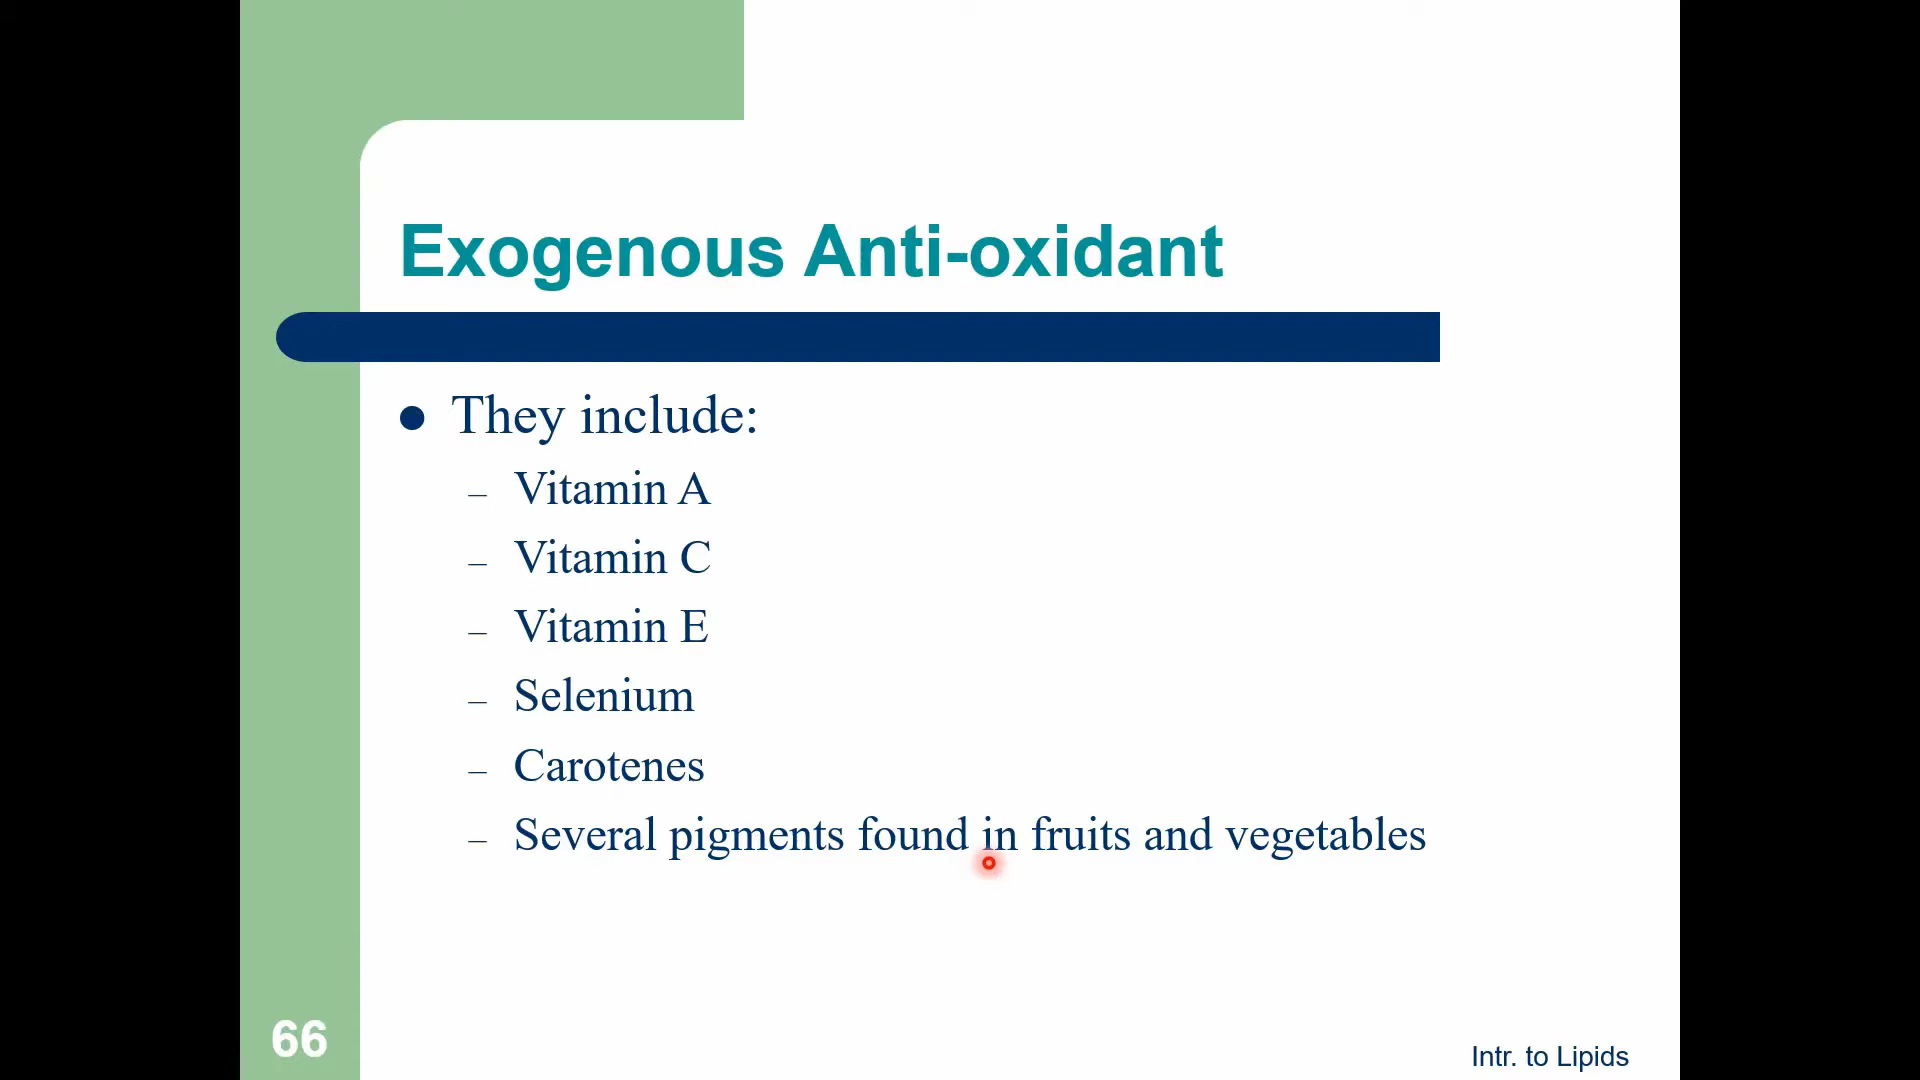 Exogenous Anti-oxidant
● They include:
– Vitamin A
– Vitamin C
– Vitamin E
– Selenium
– Carotenes
– Several pigments found in fruits and vegetables
66
Intr. to Lipids